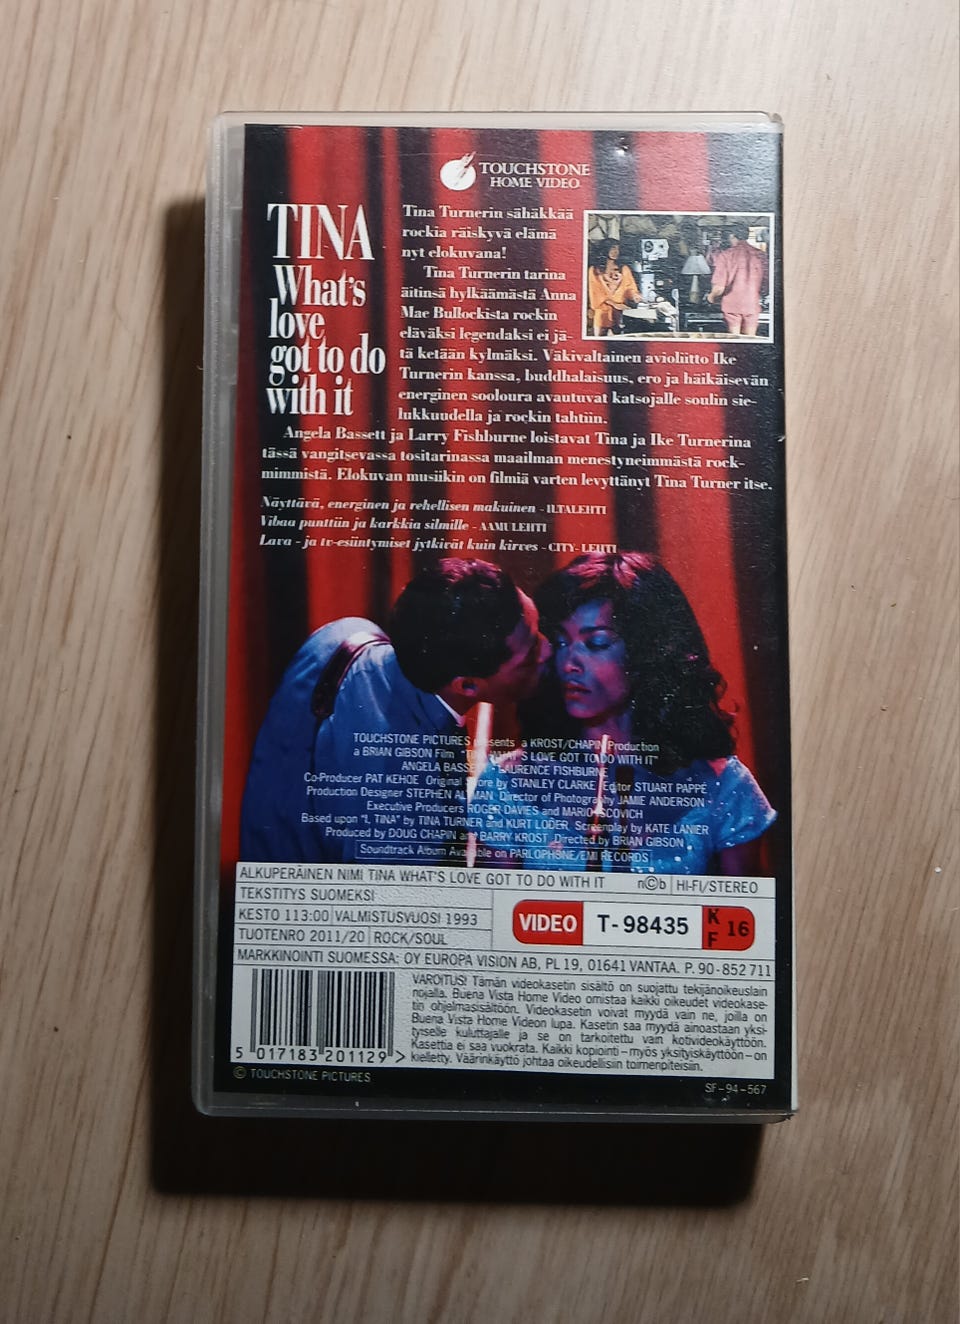 TOUCHSTONE
HOME VIDEO
TINA
What's
love
got to do
with it
Tina Turnerin sähäkkää
rockia räiskyvä elämä
nyt elokuvana!
Tina Turnerin tarina
äitinsä hylkäämästä Anna
Mae Bullockista rockin
eläväksi legendaksi ei jä-
tä ketään kylmäksi. Väkivaltainen avioliitto Ike
Turnerin kanssa, buddhalaisuus, ero ja häikäisevän
energinen sooloura avautuvat katsojalle soulin sie-
lukkuudella ja rockin tahtiin.
Angela Bassett ja Larry Fishburne loistavat Tina ja Ike Turnerina
tässä vangitsevassa tositarinassa maailman menestyneimmästä rock-
mimmistä. Elokuvan musiikin on filmiä varten levyttänyt Tina Turner itse.
Näyttävä, energinen ja rehellisen makuinen - ILTALEHTI
Vibaa punttiin ja karkkia silmille - AAMULEHTI
Lava - ja tv-esiintymiset jytkivät kuin kirves - CITY- LEHTI
TOUCHSTONE PICTURES presents a KROST/CHAPIN Production
a BRIAN GIBSON Film "TINA WHAT'S LOVE GOT TO DO WITH IT"
ANGELA BASSETT - LAURENCE FISHBURNE
Co-Producer PAT KEHOE Original Score by STANLEY CLARKE Editor STUART PAPPÉ
Production Designer STEPHEN ALTMAN Director of Photography JAMIE ANDERSON
Executive Producers ROGER DAVIES and MARIO ISCOVICH
Based upon "I, TINA" by TINA TURNER and KURT LODER Screenplay by KATE LANIER
Produced by DOUG CHAPIN and BARRY KROST Directed by BRIAN GIBSON
Soundtrack Album Available on PARLOPHONE/EMI RECORDS
ALKUPERÄINEN NIMI TINA WHAT'S LOVE GOT TO DO WITH IT n©b HI-FI/STEREO
TEKSTITYS SUOMEKSI
KESTO 113:00 VALMISTUSVUOSI 1993
TUOTENRO 2011/20 ROCK/SOUL
VIDEO T-98435 KF 16
MARKKINOINTI SUOMESSA: OY EUROPA VISION AB, PL 19, 01641 VANTAA. P. 90-852 711
VAROITUS! Tämän videokasetin sisältö on suojattu tekijänoikeuslain
nojalla. Buena Vista Home Video omistaa kaikki oikeudet videokase-
tin ohjelmasisältöön. Videokasetin voivat myydä vain ne, joilla on
Buena Vista Home Videon lupa. Kasetin saa myydä ainoastaan yksi-
tyiselle kuluttajalle ja se on tarkoitettu vain kotivideokäyttöön.
Kasettia ei saa vuokrata. Kaikki kopiointi – myös yksityiskäyttöön – on
kielletty. Väärinkäyttö johtaa oikeudellisiin toimenpiteisiin.
5 017183 201129 >
© TOUCHSTONE PICTURES
SF-94-567